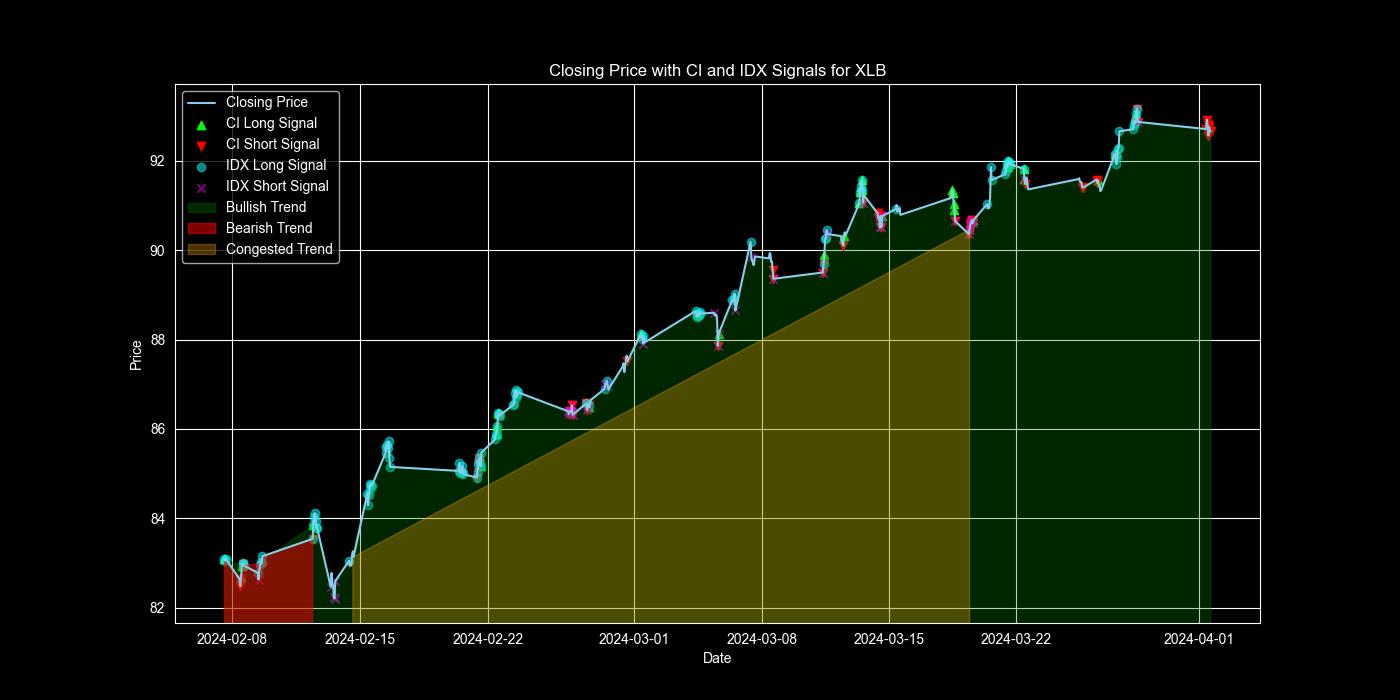 Closing Price with CI and IDX Signals for XLB
Closing Price
CI Long Signal
CI Short Signal
IDX Long Signal
IDX Short Signal
Bullish Trend
Bearish Trend
Congested Trend
92
90
88
86
84
82
Price
2024-02-08
2024-02-15
2024-02-22
2024-03-01
2024-03-08
2024-03-15
2024-03-22
2024-04-01
Date